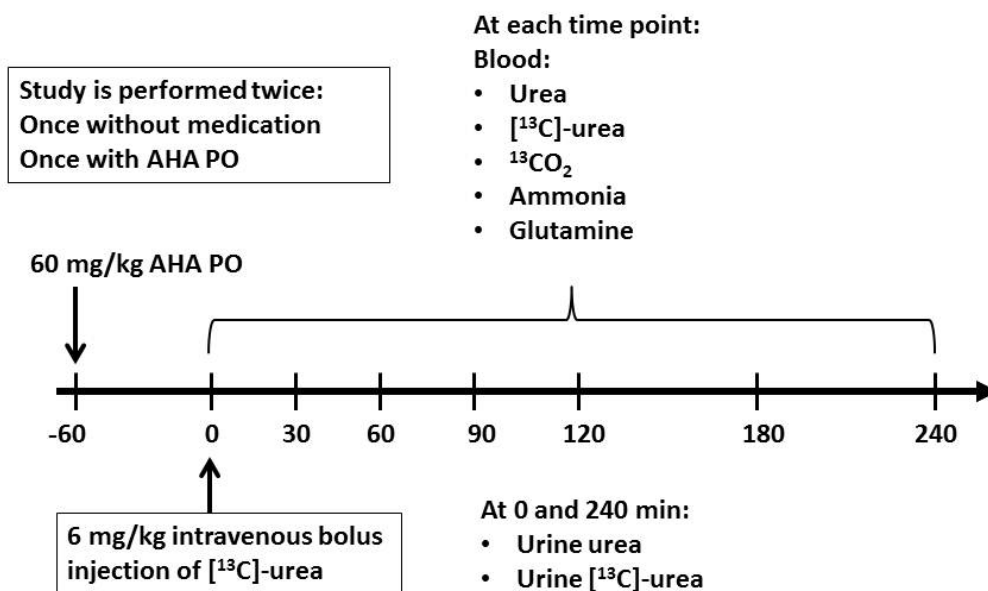 At each time point:
Blood:
• Urea
• [¹³C]-urea
• ¹³CO₂
• Ammonia
• Glutamine
Study is performed twice:
Once without medication
Once with AHA PO
60 mg/kg AHA PO
-60 0 30 60 90 120 180 240
6 mg/kg intravenous bolus
injection of [¹³C]-urea
At 0 and 240 min:
• Urine urea
• Urine [¹³C]-urea